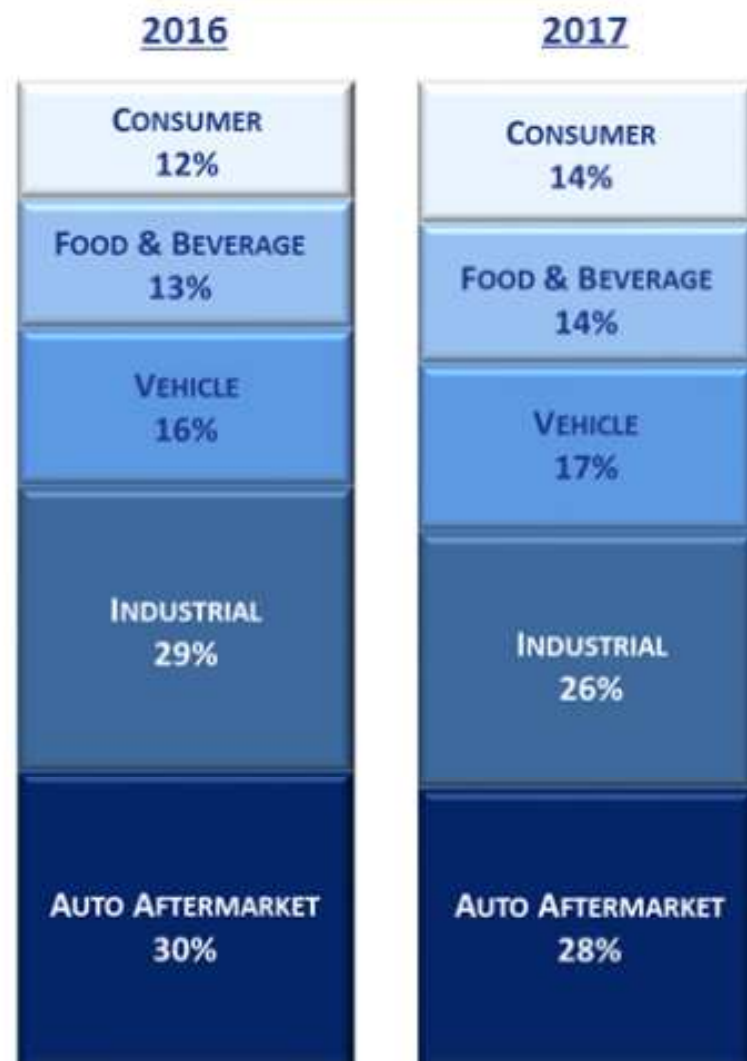 2016
CONSUMER
12%
FOOD & BEVERAGE
13%
VEHICLE
16%
INDUSTRIAL
29%
AUTO AFTERMARKET
30%
2017
CONSUMER
14%
FOOD & BEVERAGE
14%
VEHICLE
17%
INDUSTRIAL
26%
AUTO AFTERMARKET
28%